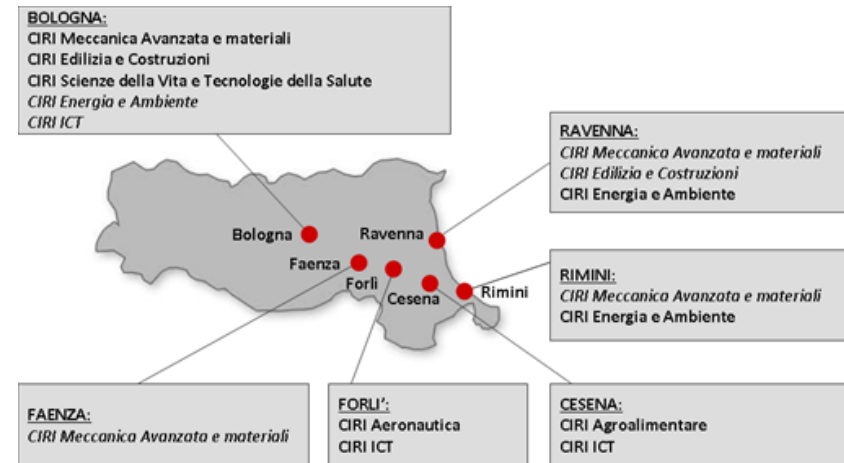 BOLOGNA:
CIRI Meccanica Avanzata e materiali
CIRI Edilizia e Costruzioni
CIRI Scienze della Vita e Tecnologie della Salute
CIRI Energia e Ambiente
CIRI ICT
RAVENNA:
CIRI Meccanica Avanzata e materiali
CIRI Edilizia e Costruzioni
CIRI Energia e Ambiente
Bologna
Ravenna
Faenza
Forlì
Cesena
Rimini
RIMINI:
CIRI Meccanica Avanzata e materiali
CIRI Energia e Ambiente
FAENZA:
CIRI Meccanica Avanzata e materiali
FORLI’:
CIRI Aeronautica
CIRI ICT
CESENA:
CIRI Agroalimentare
CIRI ICT